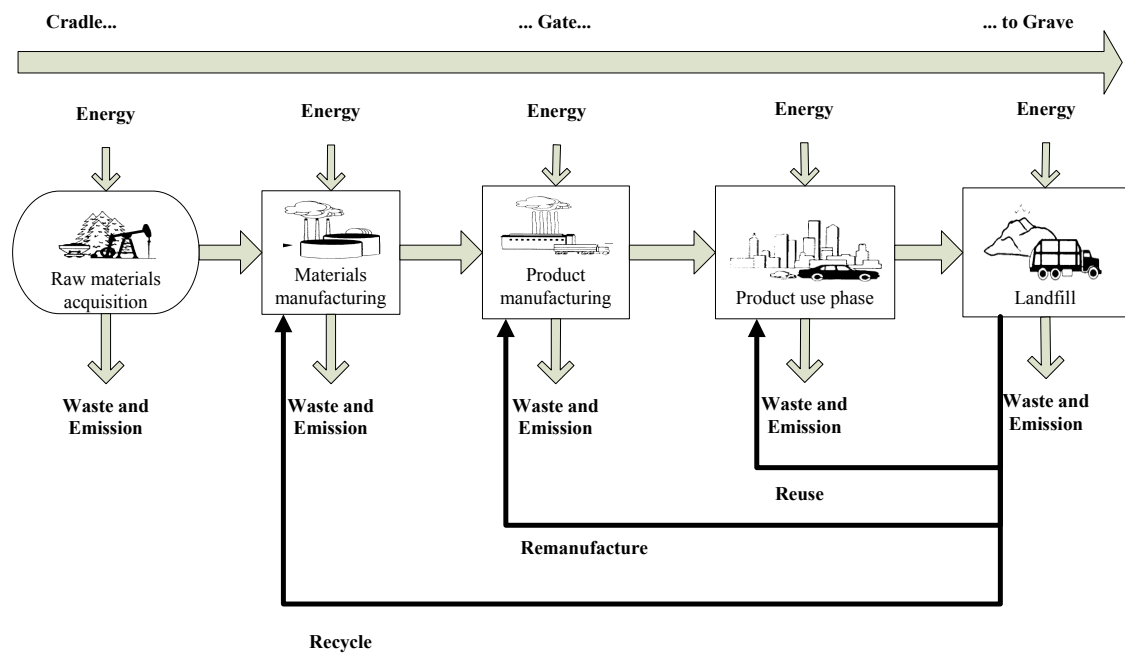 Cradle...
... Gate...
... to Grave
Energy
Energy
Energy
Energy
Energy
Raw materials
acquisition
Materials
manufacturing
Product
manufacturing
Product use phase
Landfill
Waste and
Emission
Waste and
Emission
Waste and
Emission
Waste and
Emission
Waste and
Emission
Reuse
Remanufacture
Recycle